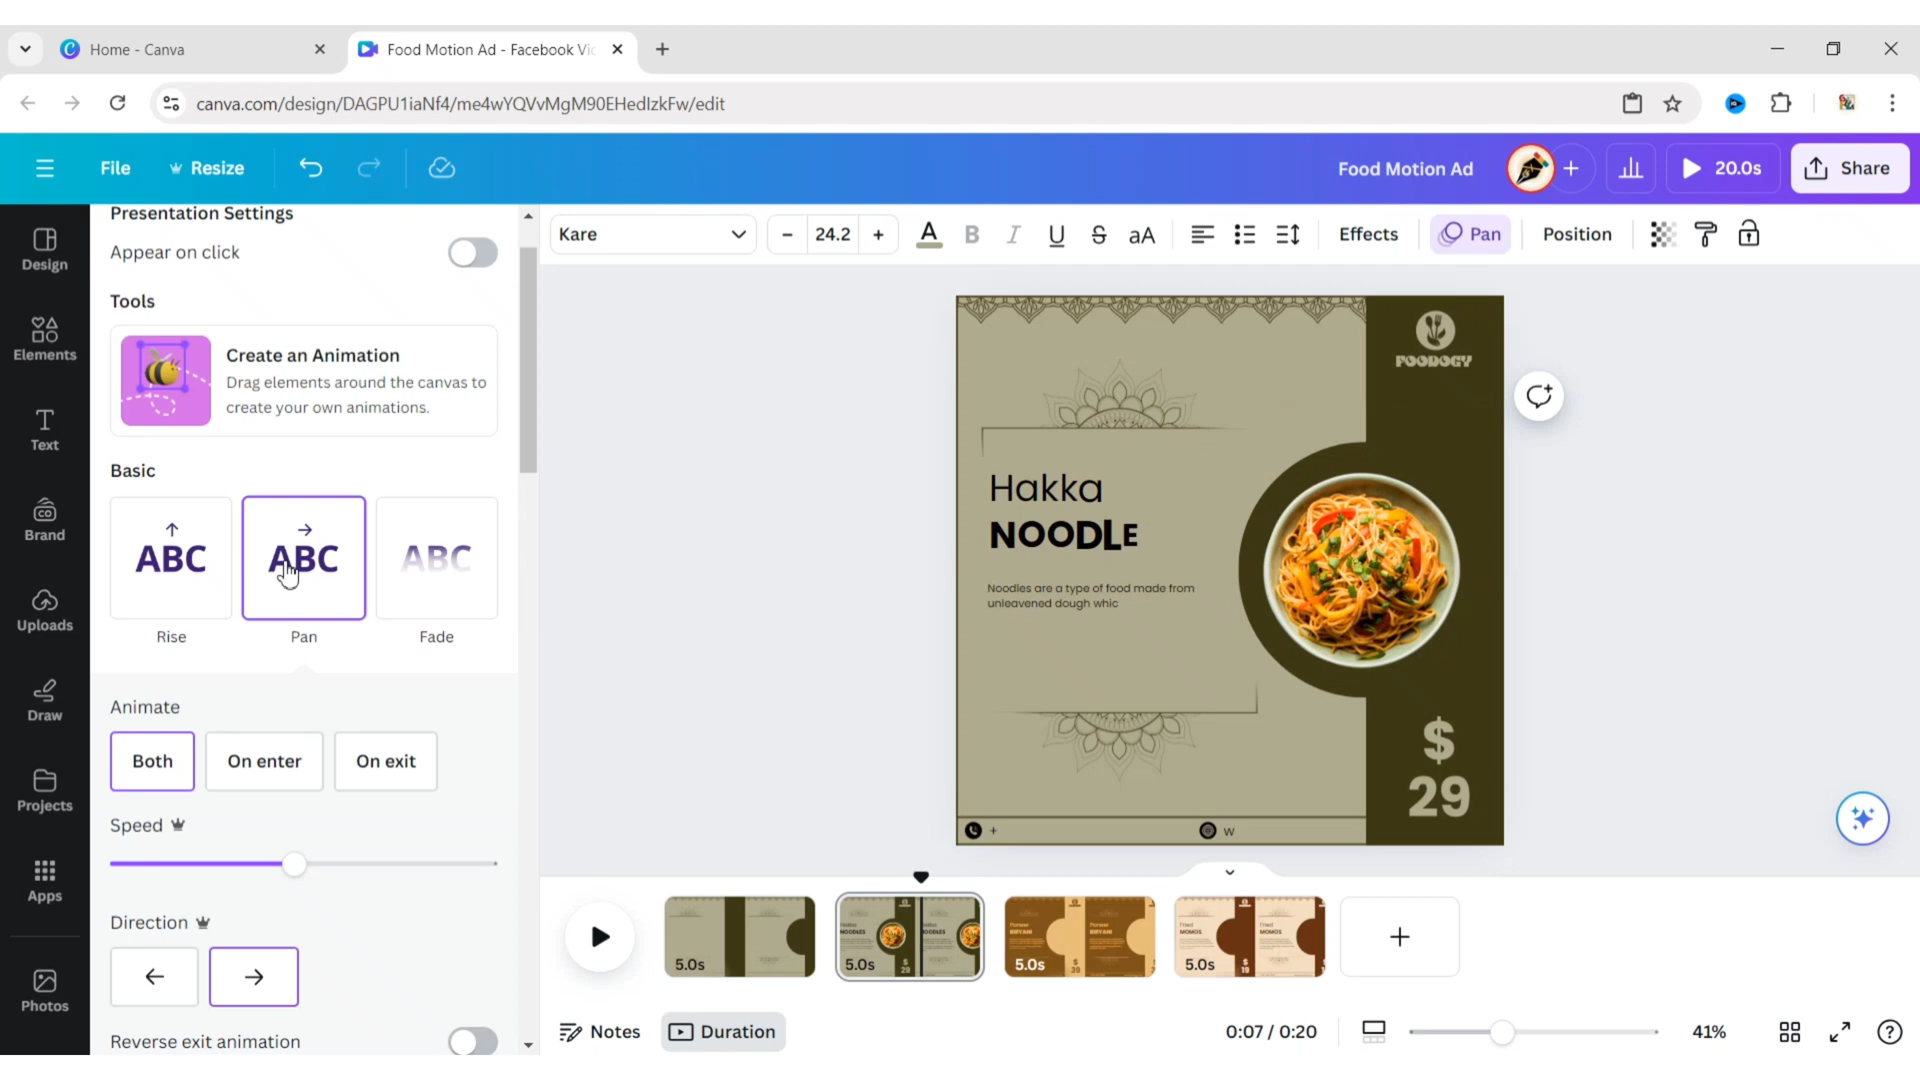 Home - Canva
Food Motion Ad - Facebook Vic
canva.com/design/DAGPU1iaNf4/me4wYQVvMgM90EHedIzkFw/edit
File
Resize
Food Motion Ad
20.0s
Share
Design
Elements
Text
Brand
Uploads
Draw
Projects
Apps
Photos
Presentation Settings
Appear on click
Tools
Create an Animation
Drag elements around the canvas to
create your own animations.
Basic
ABC
ABC
ABC
Rise
Pan
Fade
Animate
Both
On enter
On exit
Speed
Direction
Reverse exit animation
Kare
24.2
A
B
I
U
S
aA
Effects
Pan
Position
FOODOGY
Hakka
NOODLE
Noodles are a type of food made from
unleavened dough whic
$
29
+
W
5.0s
5.0s
5.0s
5.0s
Notes
Duration
0:07 / 0:20
41%